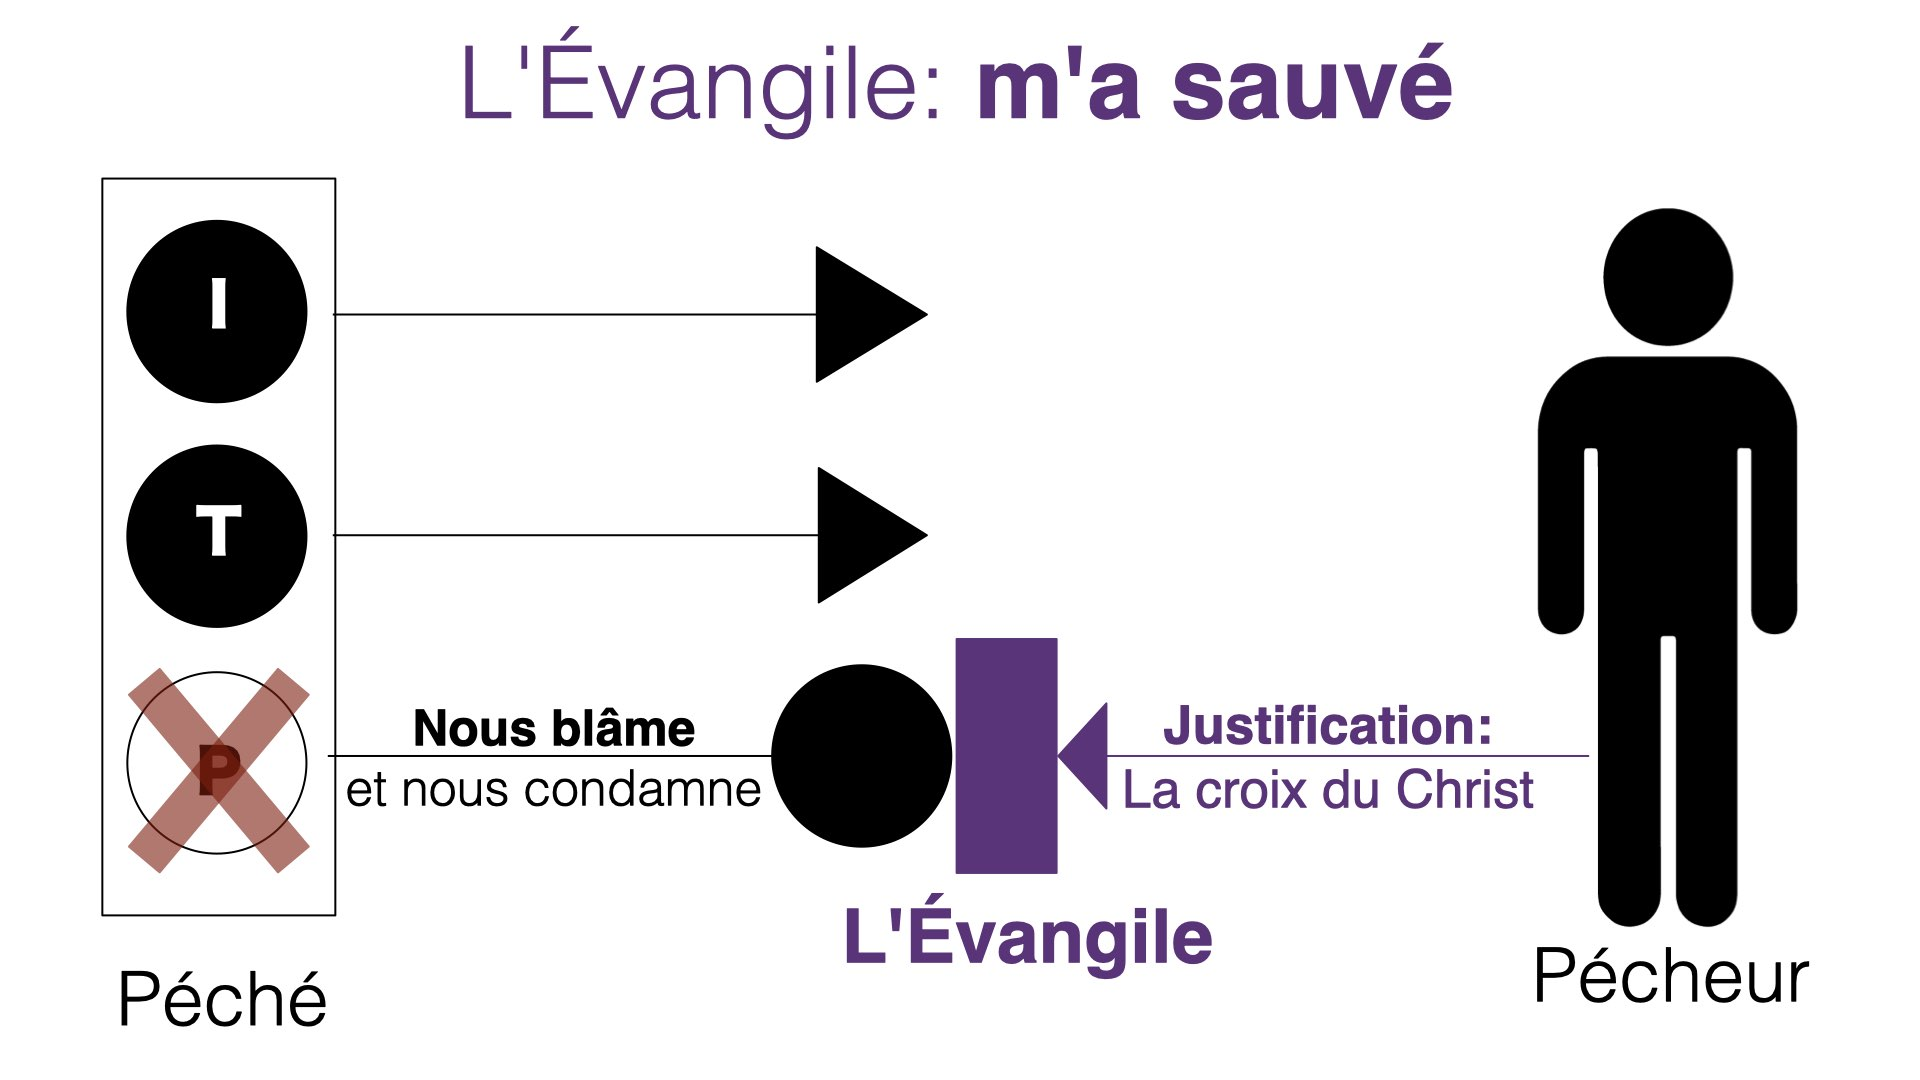 L'Évangile: m'a sauvé
I
T
P
Nous blâme
et nous condamne
Justification:
La croix du Christ
L'Évangile
Péché
Pécheur